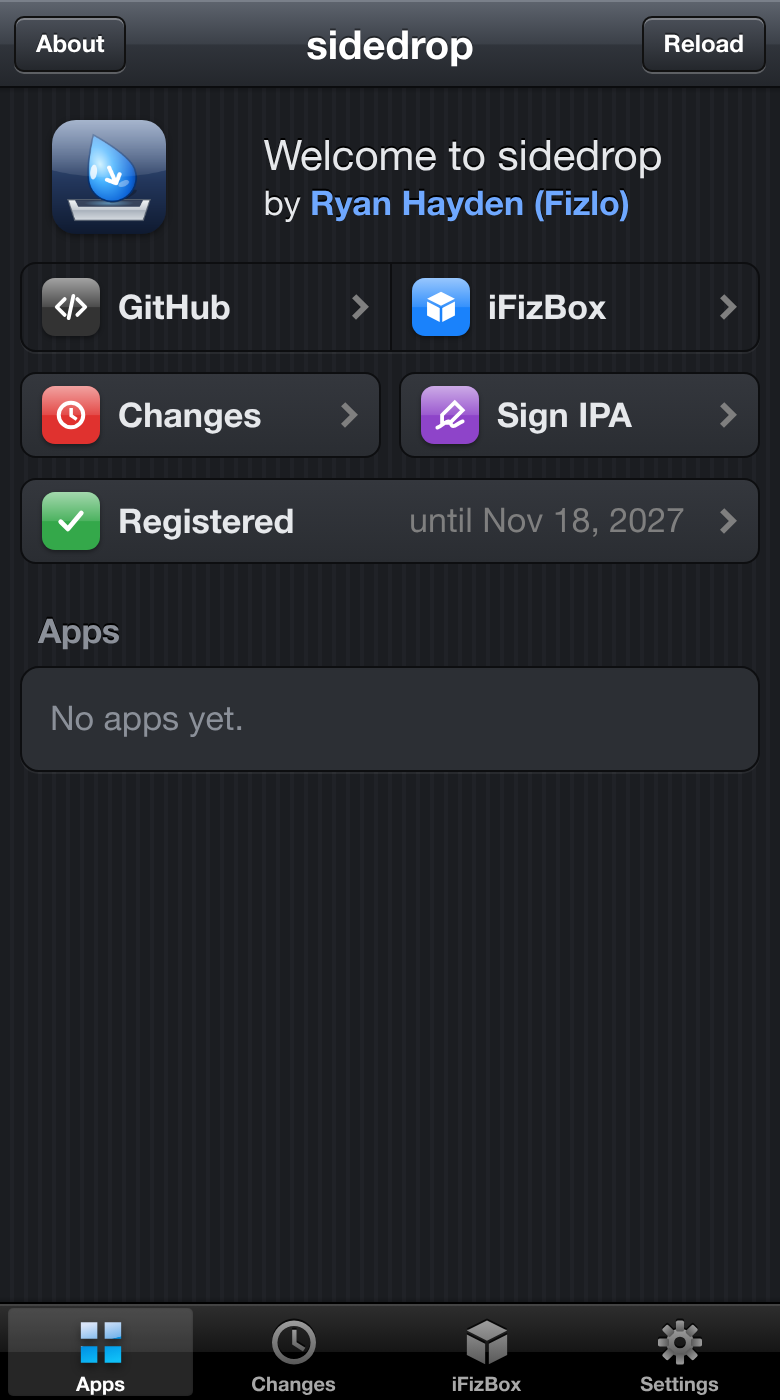 About
sidedrop
Reload
Welcome to sidedrop
by Ryan Hayden (Fizlo)
GitHub
iFizBox
Changes
Sign IPA
Registered
until Nov 18, 2027
Apps
No apps yet.
Apps
Changes
iFizBox
Settings